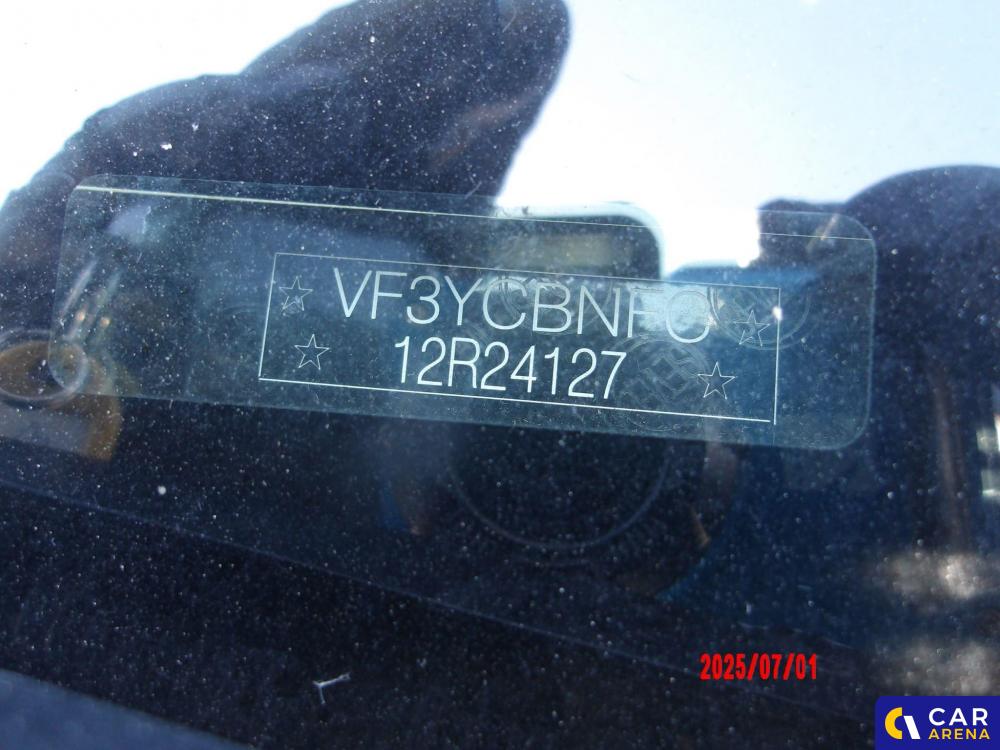 ☆ VF3YCBNFC ☆
☆ 12R24127 ☆
2025/07/01
CAR
ARENA